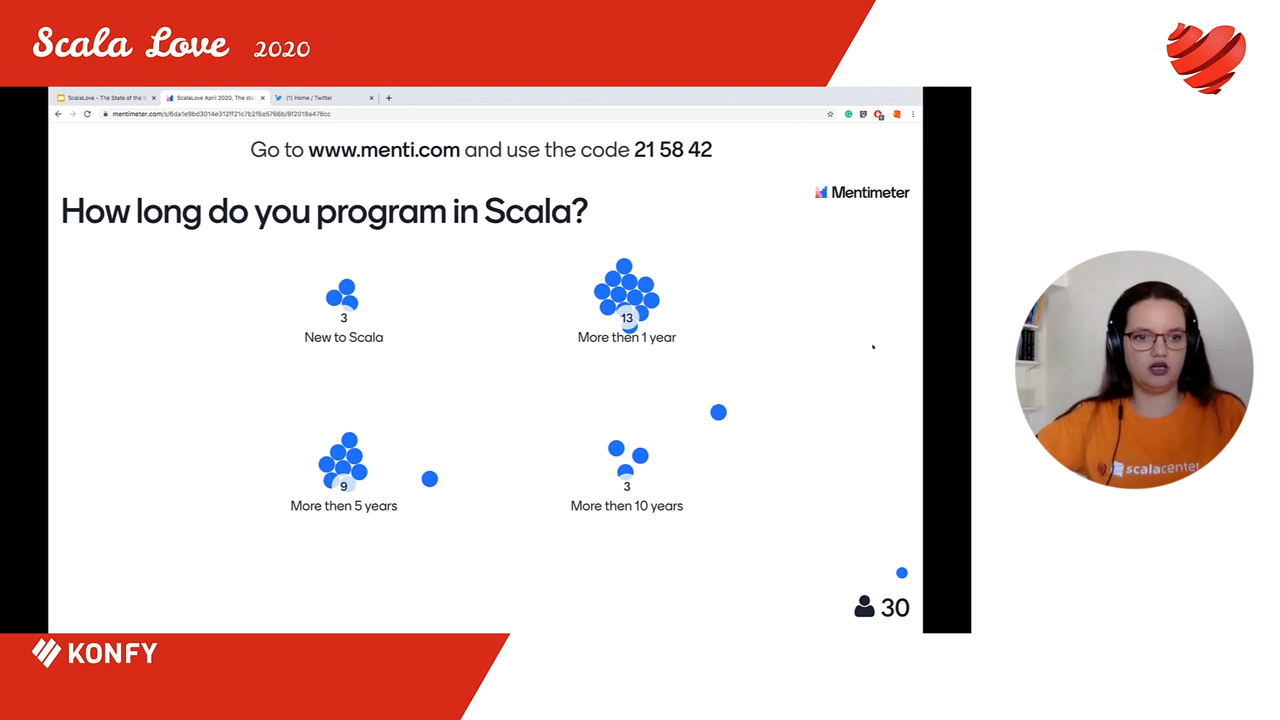 Scala Love 2020
ScalaLove - The State of the S
ScalaLove April 2020, The stat
(1) Home / Twitter
mentimeter.com/s/6da1e9bd3014e312ff21c7b2f6a5766b/8f2019a478cc
Go to www.menti.com and use the code 21 58 42
Mentimeter
How long do you program in Scala?
3
New to Scala
13
More then 1 year
9
More then 5 years
3
More then 10 years
30
scalacenter
KONFY